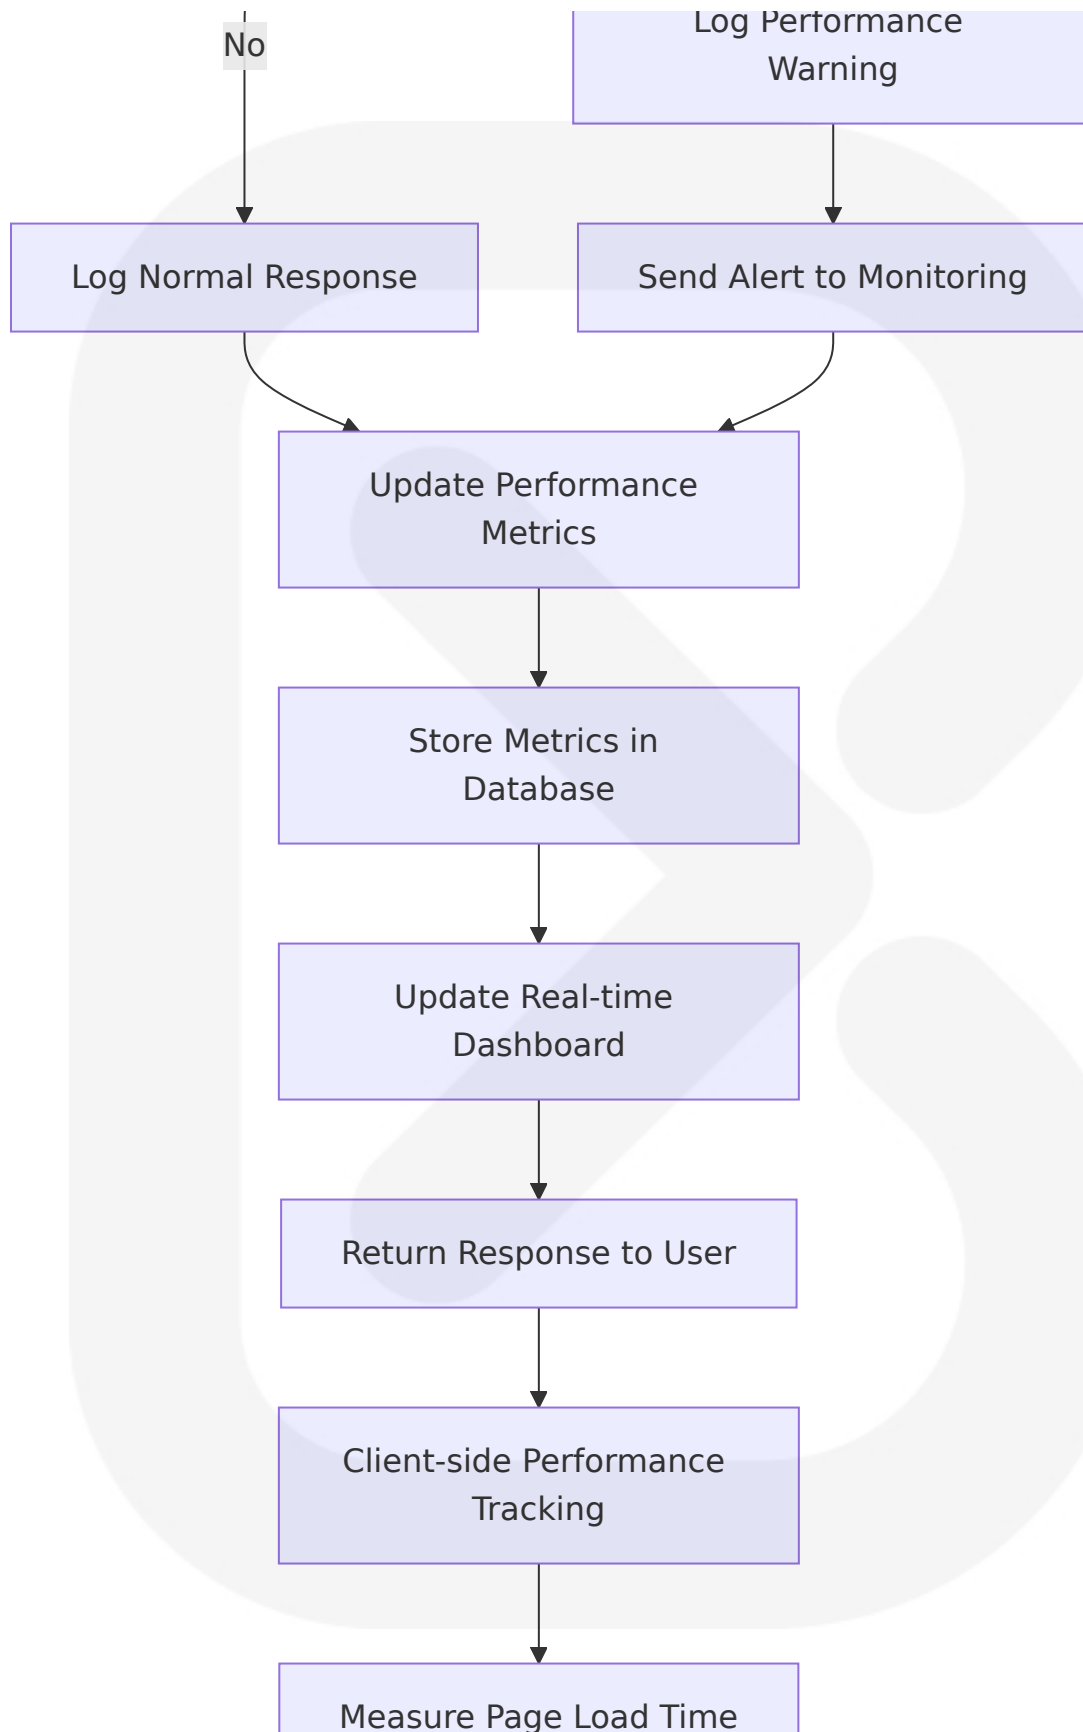 No
Log Performance
Warning
Log Normal Response
Send Alert to Monitoring
Update Performance
Metrics
Store Metrics in
Database
Update Real-time
Dashboard
Return Response to User
Client-side Performance
Tracking
Measure Page Load Time